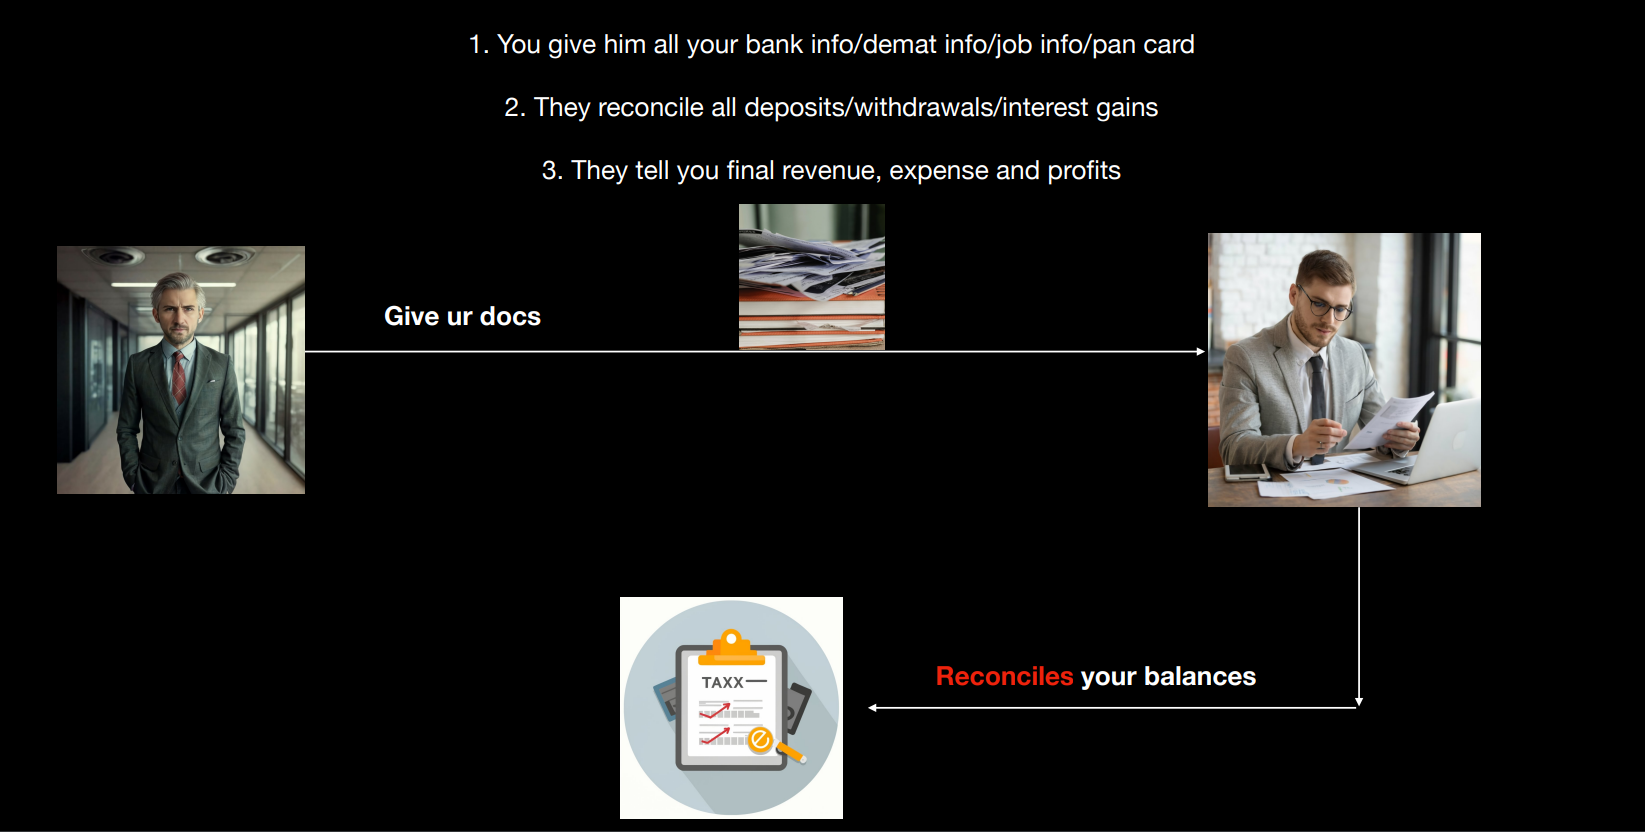 1. You give him all your bank info/demat info/job info/pan card
2. They reconcile all deposits/withdrawals/interest gains
3. They tell you final revenue, expense and profits
Give ur docs
Reconciles your balances
TAXX